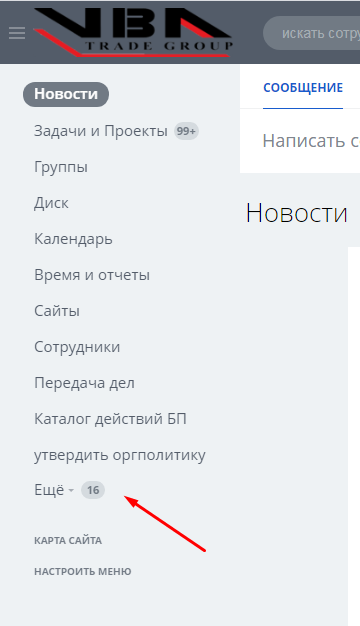 VBA
TRADE GROUP
искать сотру
Новости
СООБЩЕНИЕ
Задачи и Проекты 99+
Написать с
Группы
Диск
Новости
Календарь
Время и отчеты
Сайты
Сотрудники
Передача дел
Каталог действий БП
утвердить оргполитику
Ещё 16
КАРТА САЙТА
НАСТРОИТЬ МЕНЮ